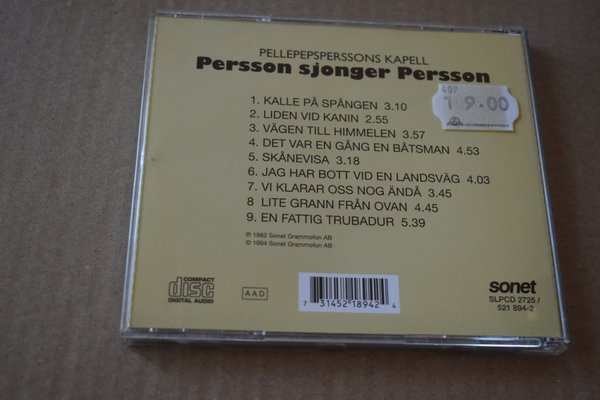 PELLEPEPSPERSSONS KAPELL
Persson sjonger Persson
409
1. KALLE PÅ SPÅNGEN 3.10
2. LIDEN VID KANIN 2.55
3. VÄGEN TILL HIMMELEN 3.57
4. DET VAR EN GÅNG EN BÅTSMAN 4.53
5. SKÅNEVISA 3.18
6. JAG HAR BOTT VID EN LANDSVÄG 4.03
7. VI KLARAR OSS NOG ÄNDÅ 3.45
8 LITE GRANN FRÅN OVAN 4.45
9. EN FATTIG TRUBADUR 5.39
℗ 1982 Sonet Grammofon AB
© 1994 Sonet Grammofon AB
COMPACT
disc
DIGITAL AUDIO
AAD
7 31452 18942 4
sonet
SLPCD 2725 /
521 894-2